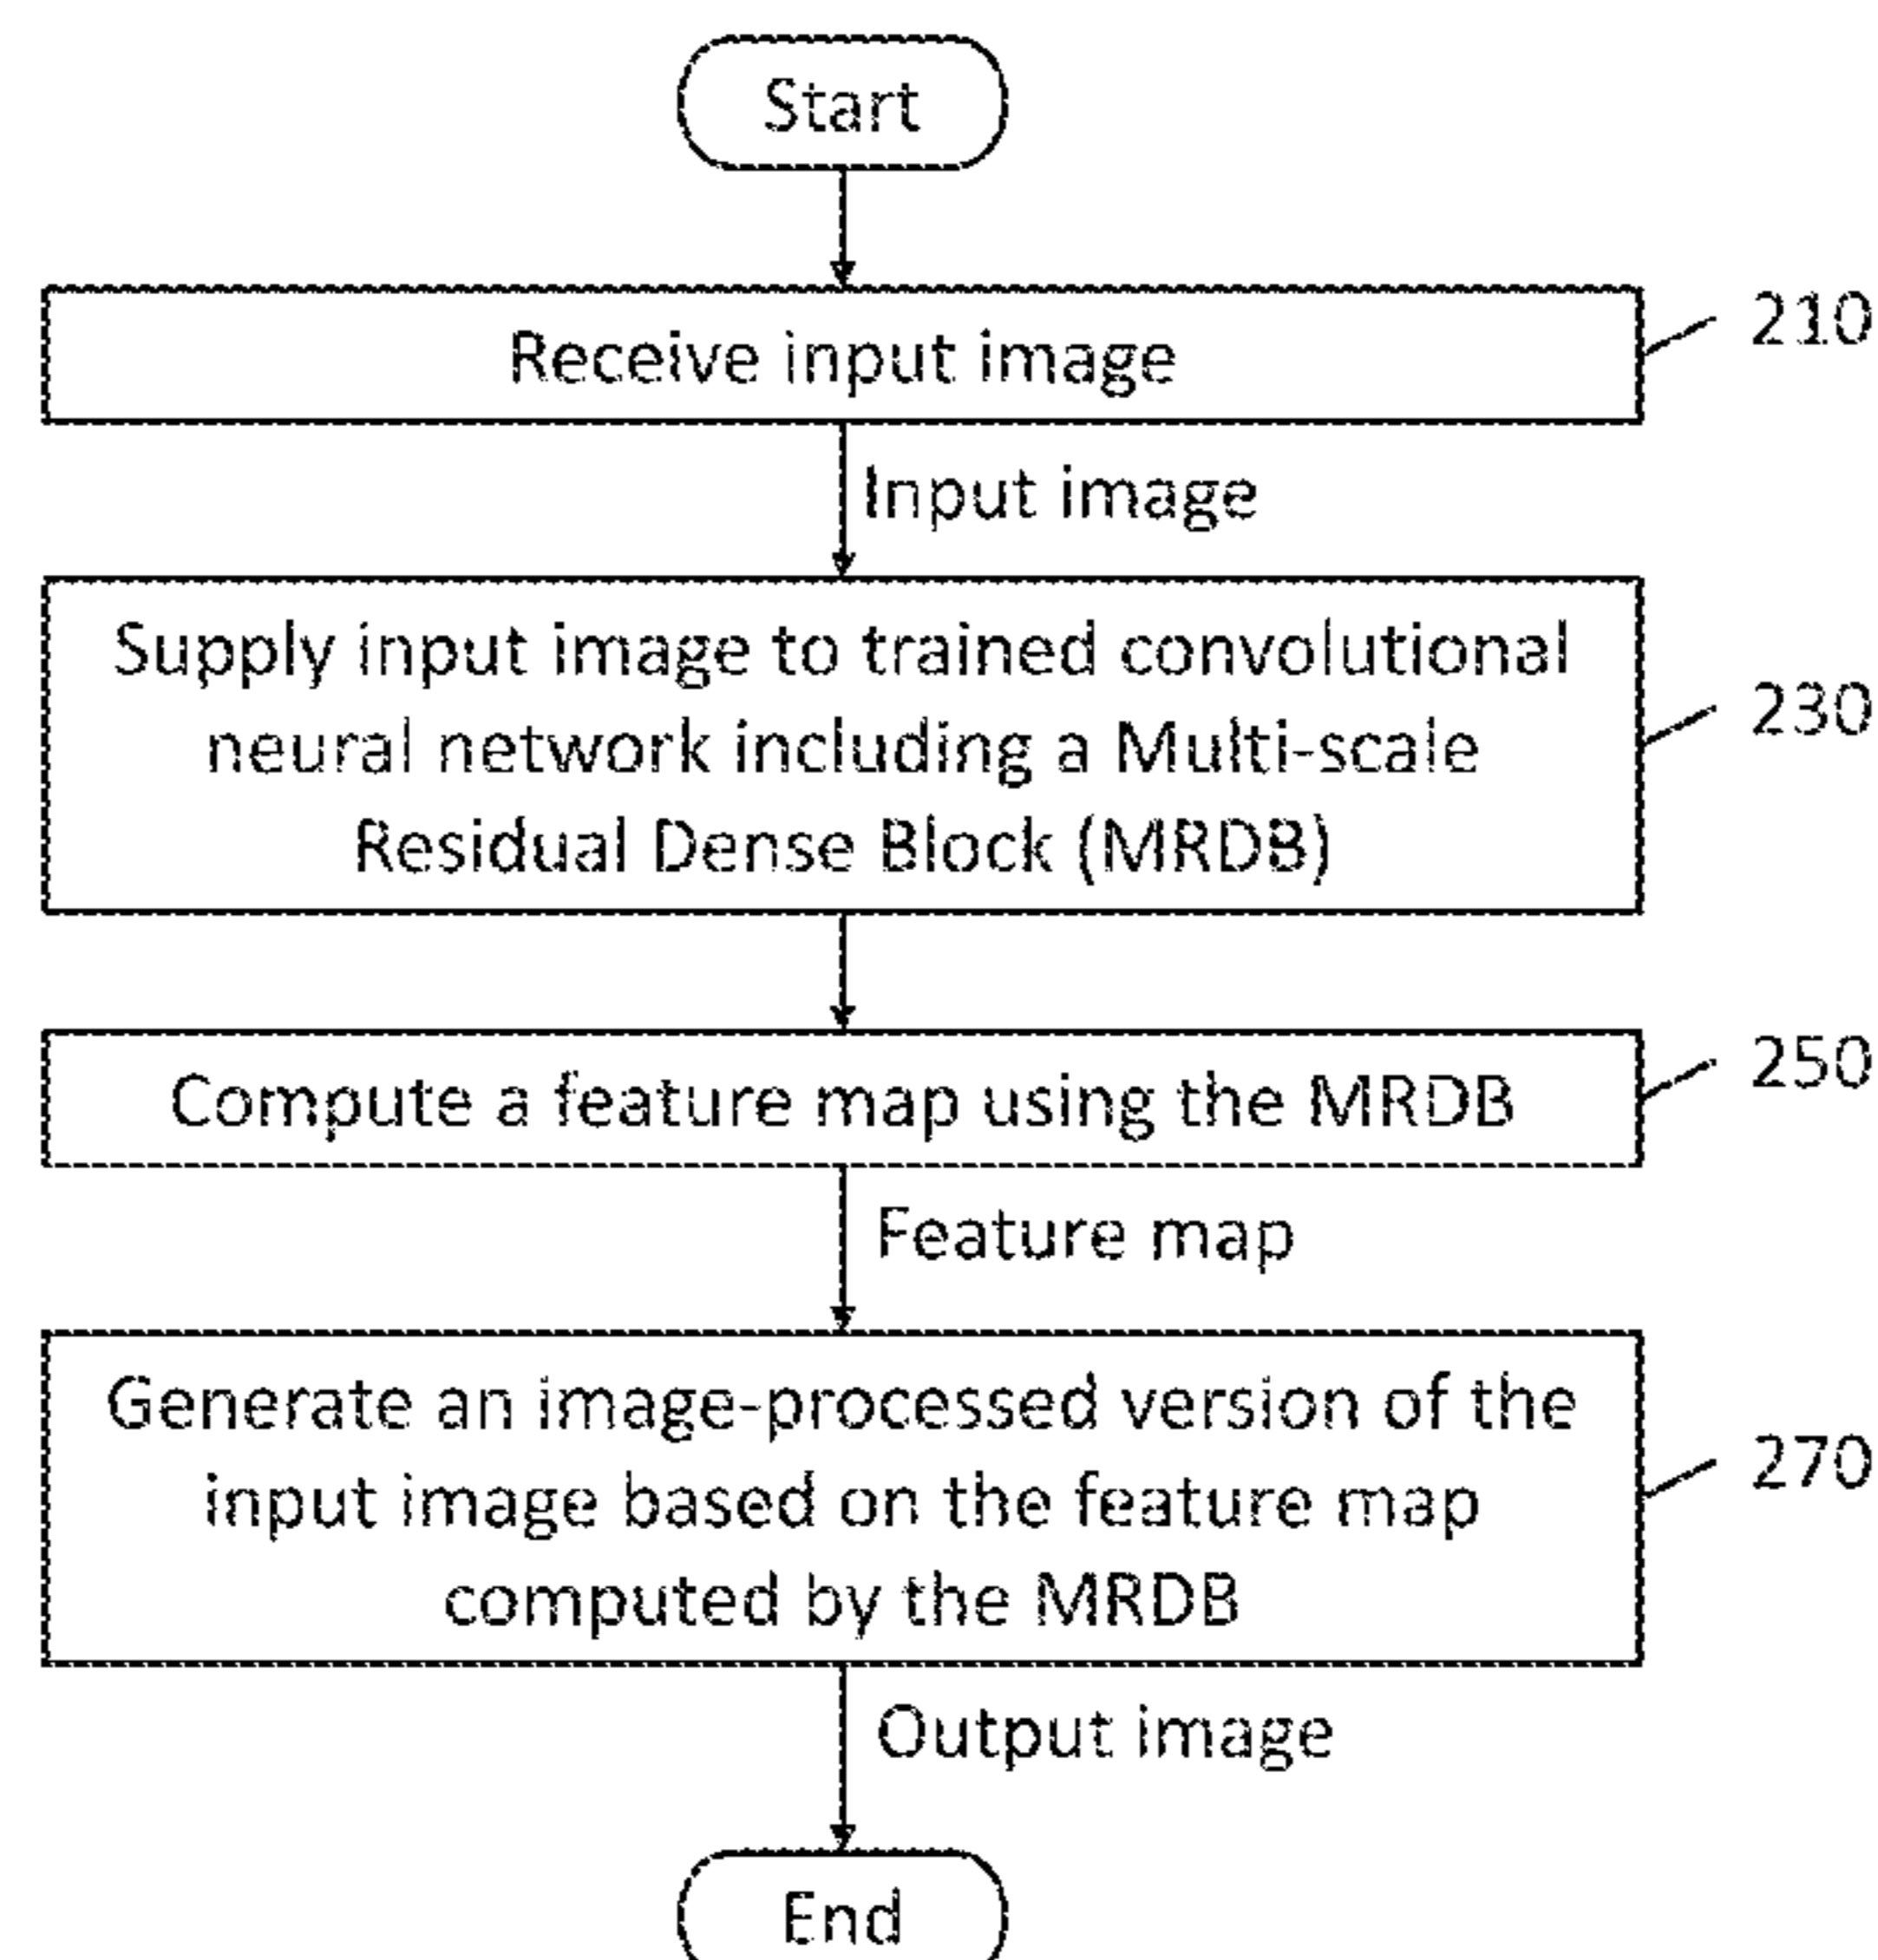 Start
Receive input image
210
Input image
Supply input image to trained convolutional
neural network including a Multi-scale
Residual Dense Block (MRDB)
230
Compute a feature map using the MRDB
250
Feature map
Generate an image-processed version of the
input image based on the feature map
computed by the MRDB
270
Output image
End